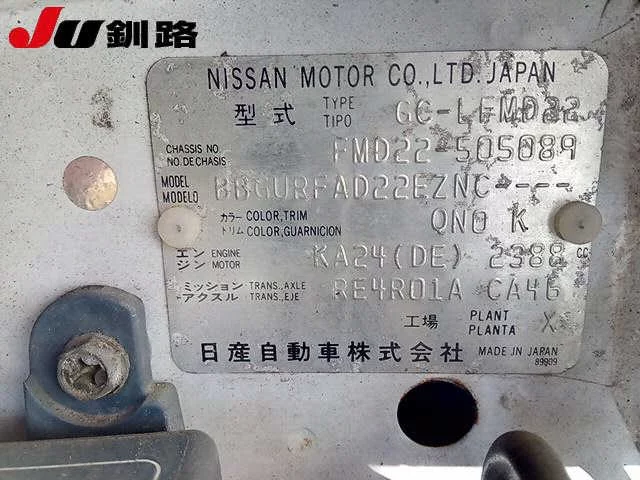 JU釧路
NISSAN MOTOR CO.,LTD. JAPAN
型式 TYPE TIPO GC-LFMD22
CHASSIS NO. NO.DE CHASIS FMD22-505089
MODEL MODELO BBGURFAD22EZNC----
カラー COLOR,TRIM
トリム COLOR,GUARNICION QN0 K
エンジン ENGINE MOTOR KA24(DE) 2388 cc
ミッション TRANS.,AXLE
アクスル TRANS.,EJE RE4R01A CA46
工場 PLANT PLANTA X
日産自動車株式会社 MADE IN JAPAN
89909